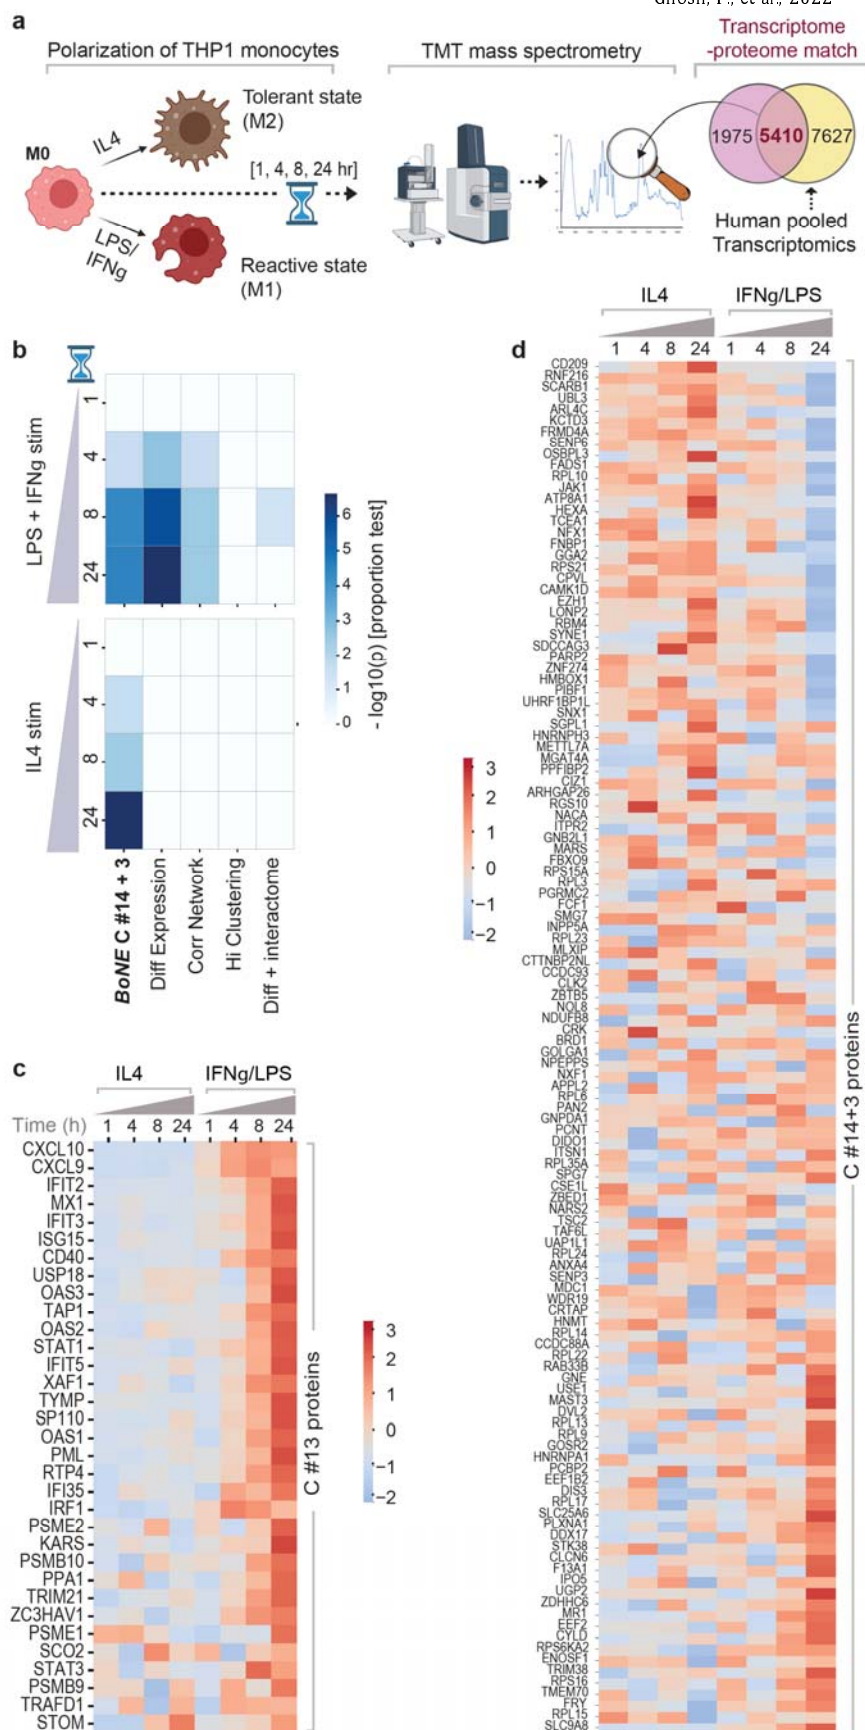 Ghosh, P., et al., 2022
a
Polarization of THP1 monocytes
TMT mass spectrometry
Transcriptome
-proteome match
Tolerant state
(M2)
M0
IL4
[1, 4, 8, 24 hr]
LPS/
IFNg
Reactive state
(M1)
1975 5410 7627
Human pooled
Transcriptomics
b
LPS + IFNg stim
1
4
8
24
IL4 stim
1
4
8
24
6
5
4
3
2
1
0
- log10(p) [proportion test]
BoNE C #14 + 3
Diff Expression
Corr Network
Hi Clustering
Diff + interactome
c
IL4 IFNg/LPS
Time (h) 1 4 8 24 1 4 8 24
CXCL10
CXCL9
IFIT2
MX1
IFIT3
ISG15
CD40
USP18
OAS3
TAP1
OAS2
STAT1
IFIT5
XAF1
TYMP
SP110
OAS1
PML
RTP4
IFI35
IRF1
PSME2
KARS
PSMB10
PPA1
TRIM21
ZC3HAV1
PSME1
SCO2
STAT3
PSMB9
TRAFD1
STOM
C #13 proteins
3
2
1
0
−1
−2
d
IL4 IFNg/LPS
1 4 8 24 1 4 8 24
CD209
RNF216
SCARB1
UBL3
ARL4C
KCTD3
FRMD4A
SENP6
OSBPL3
FADS1
RPL10
JAK1
ATP8A1
HEXA
TCEA1
NFX1
FNBP1
GGA2
RPS21
CPVL
CAMK1D
EZH1
LONP2
RBM4
SYNE1
SDCCAG3
PARP2
ZNF274
HMBOX1
PIBF1
UHRF1BP1L
SNX1
SGPL1
HNRNPH3
METTL7A
MGAT4A
PPFIBP2
CIZ1
ARHGAP26
RGS10
NACA
ITPR2
GNB2L1
MARS
FBXO9
RPS15A
RPL3
PGRMC2
FCF1
SMG7
INPP5A
RPL23
MLXIP
CTTNBP2NL
CCDC93
CLK2
ZBTB5
NOL8
NDUFB8
CRK
BRD1
GOLGA1
NPEPPS
NXF1
APPL2
RPL6
PAN2
GNPDA1
PCNT
DIDO1
ITSN1
RPL35A
SPG7
CSE1L
ZBED1
NARS2
TSC2
TAF6L
UAP1L1
RPL24
ANXA4
SENP3
MDC1
WDR19
CRTAP
HNMT
RPL14
CCDC88A
RPL22
RAB33B
GNE
USE1
MAST3
DVL2
RPL13
RPL9
GOSR2
HNRNPA1
PCBP2
EEF1B2
DIS3
RPL17
SLC25A6
PLXNA1
DDX17
STK38
CLCN6
F13A1
IPO5
UGP2
ZDHHC6
MR1
EEF2
CYLD
RPS6KA2
ENOSF1
TRIM38
RPS16
TMEM70
FRY
RPL15
SLC9A8
C #14+3 proteins
3
2
1
0
−1
−2